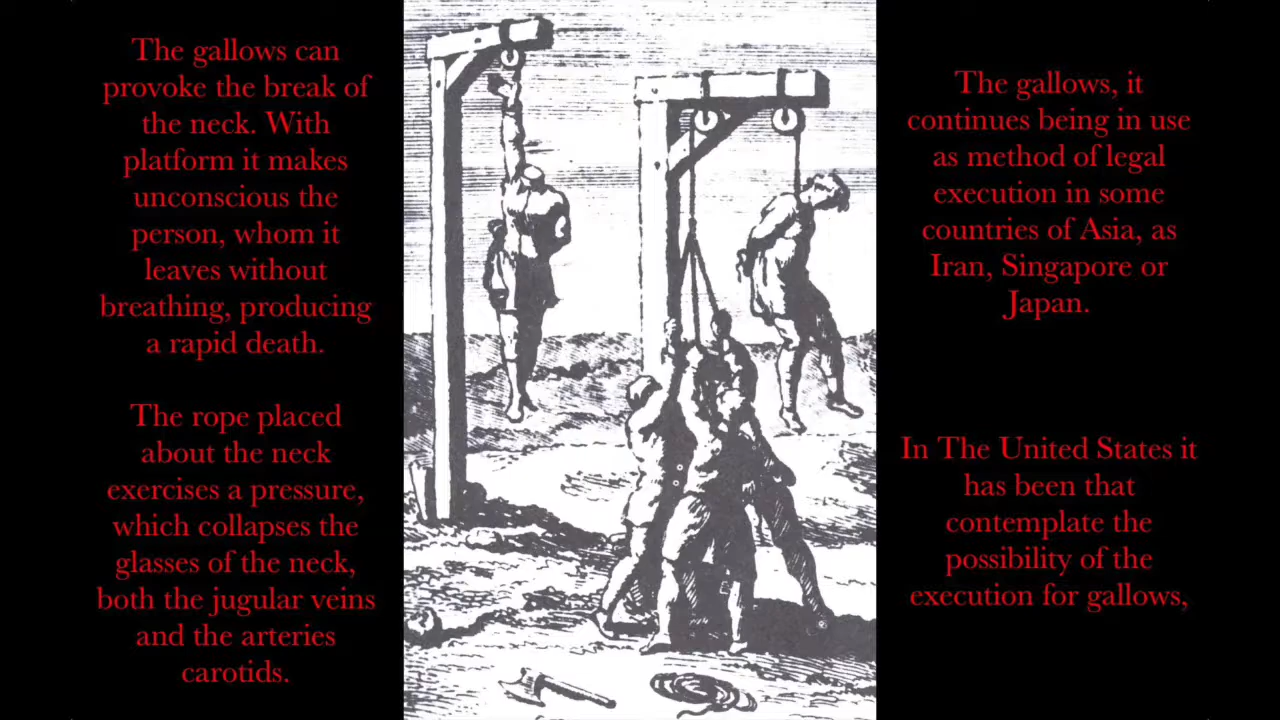 The gallows can
provoke the break of
the neck. With
platform it makes
unconscious the
person, whom it
leaves without
breathing, producing
a rapid death.
The rope placed
about the neck
exercises a pressure,
which collapses the
glasses of the neck,
both the jugular veins
and the arteries
carotids.
The gallows, it
continues being in use
as method of legal
execution in some
countries of Asia, as
Iran, Singapore or
Japan.
In The United States it
has been that
contemplate the
possibility of the
execution for gallows,